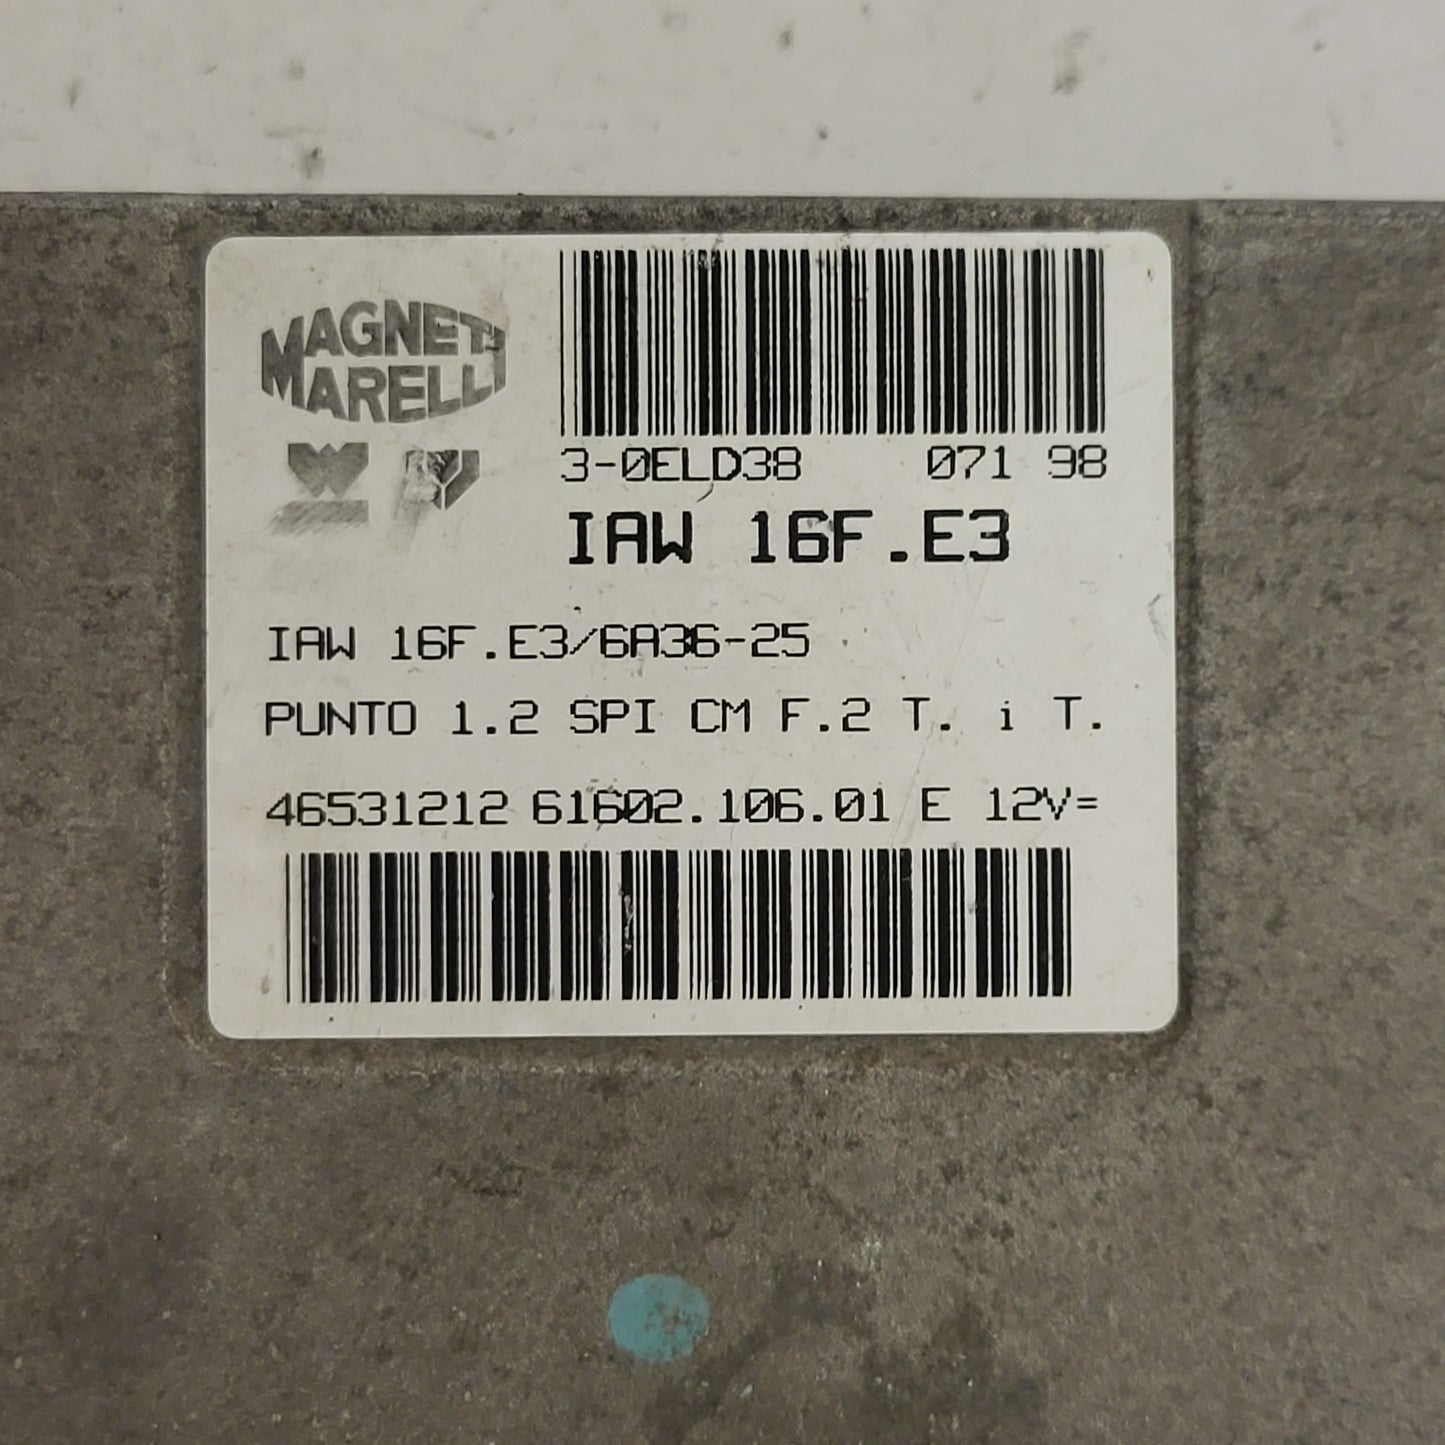 MAGNETI
MARELLI
3-0ELD38 071 98
IAW 16F.E3
IAW 16F.E3/6A36-25
PUNTO 1.2 SPI CM F.2 T. i T.
46531212 61602.106.01 E 12V=